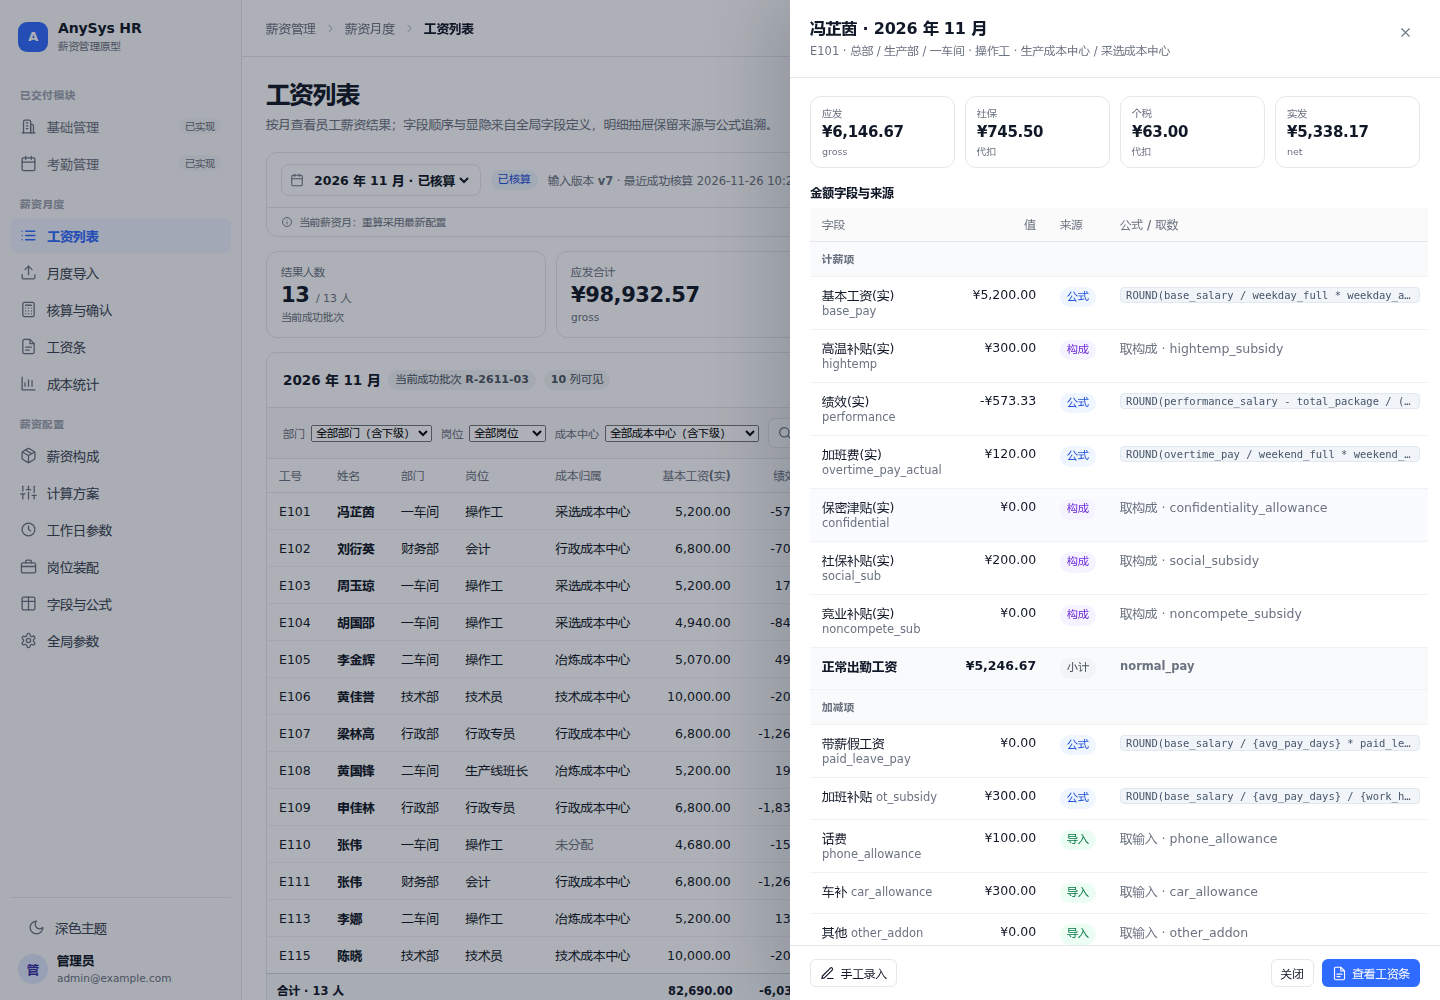 A
AnySys HR
薪资管理原型
已交付模块
基础管理 已实现
考勤管理 已实现
薪资月度
工资列表
月度导入
核算与确认
工资条
成本统计
薪资配置
薪资构成
计算方案
工作日参数
岗位装配
字段与公式
全局参数
深色主题
管
管理员
admin@example.com
薪资管理 > 薪资月度 > 工资列表
工资列表
按月查看员工薪资结果；字段顺序与显隐来自全局字段定义，明细抽屉保留来源与公式追溯。
2026 年 11 月 · 已核算 已核算 输入版本 v7 · 最近成功核算 2026-11-26 10:2
当前薪资月：重算采用最新配置
结果人数
13 / 13 人
当前成功批次
应发合计
¥98,932.57
gross
2026 年 11 月 当前成功批次 R-2611-03 10 列可见
部门 全部部门（含下级） 岗位 全部岗位 成本中心 全部成本中心（含下级）
工号 姓名 部门 岗位 成本归属 基本工资(实) 绩
E101 冯芷茵 一车间 操作工 采选成本中心 5,200.00 -57
E102 刘衍英 财务部 会计 行政成本中心 6,800.00 -70
E103 周玉琼 一车间 操作工 采选成本中心 5,200.00 17
E104 胡国邵 一车间 操作工 采选成本中心 4,940.00 -84
E105 李金辉 二车间 操作工 冶炼成本中心 5,070.00 49
E106 黄佳誉 技术部 技术员 技术成本中心 10,000.00 -20
E107 梁林高 行政部 行政专员 行政成本中心 6,800.00 -1,26
E108 黄国锋 二车间 生产线班长 冶炼成本中心 5,200.00 19
E109 申佳林 行政部 行政专员 行政成本中心 6,800.00 -1,83
E110 张伟 一车间 操作工 未分配 4,680.00 -15
E111 张伟 财务部 会计 行政成本中心 6,800.00 -1,26
E113 李娜 二车间 操作工 冶炼成本中心 5,200.00 13
E115 陈晓 技术部 技术员 技术成本中心 10,000.00 -20
合计 · 13 人 82,690.00 -6,03
冯芷茵 · 2026 年 11 月
E101 · 总部 / 生产部 / 一车间 · 操作工 · 生产成本中心 / 采选成本中心
应发
¥6,146.67
gross
社保
¥745.50
代扣
个税
¥63.00
代扣
实发
¥5,338.17
net
金额字段与来源
字段 值 来源 公式 / 取数
计薪项
基本工资(实) ¥5,200.00 公式 ROUND(base_salary / weekday_full * weekday_a…
base_pay
高温补贴(实) ¥300.00 构成 取构成 · hightemp_subsidy
hightemp
绩效(实) -¥573.33 公式 ROUND(performance_salary - total_package / (…
performance
加班费(实) ¥120.00 公式 ROUND(overtime_pay / weekend_full * weekend_…
overtime_pay_actual
保密津贴(实) ¥0.00 构成 取构成 · confidentiality_allowance
confidential
社保补贴(实) ¥200.00 构成 取构成 · social_subsidy
social_sub
竞业补贴(实) ¥0.00 构成 取构成 · noncompete_subsidy
noncompete_sub
正常出勤工资 ¥5,246.67 小计 normal_pay
加减项
带薪假工资 ¥0.00 公式 ROUND(base_salary / {avg_pay_days} * paid_le…
paid_leave_pay
加班补贴 ot_subsidy ¥300.00 公式 ROUND(base_salary / {avg_pay_days} / {work_h…
话费 ¥100.00 导入 取输入 · phone_allowance
phone_allowance
车补 car_allowance ¥300.00 导入 取输入 · car_allowance
其他 other_addon ¥0.00 导入 取输入 · other_addon
手工录入 关闭 查看工资条